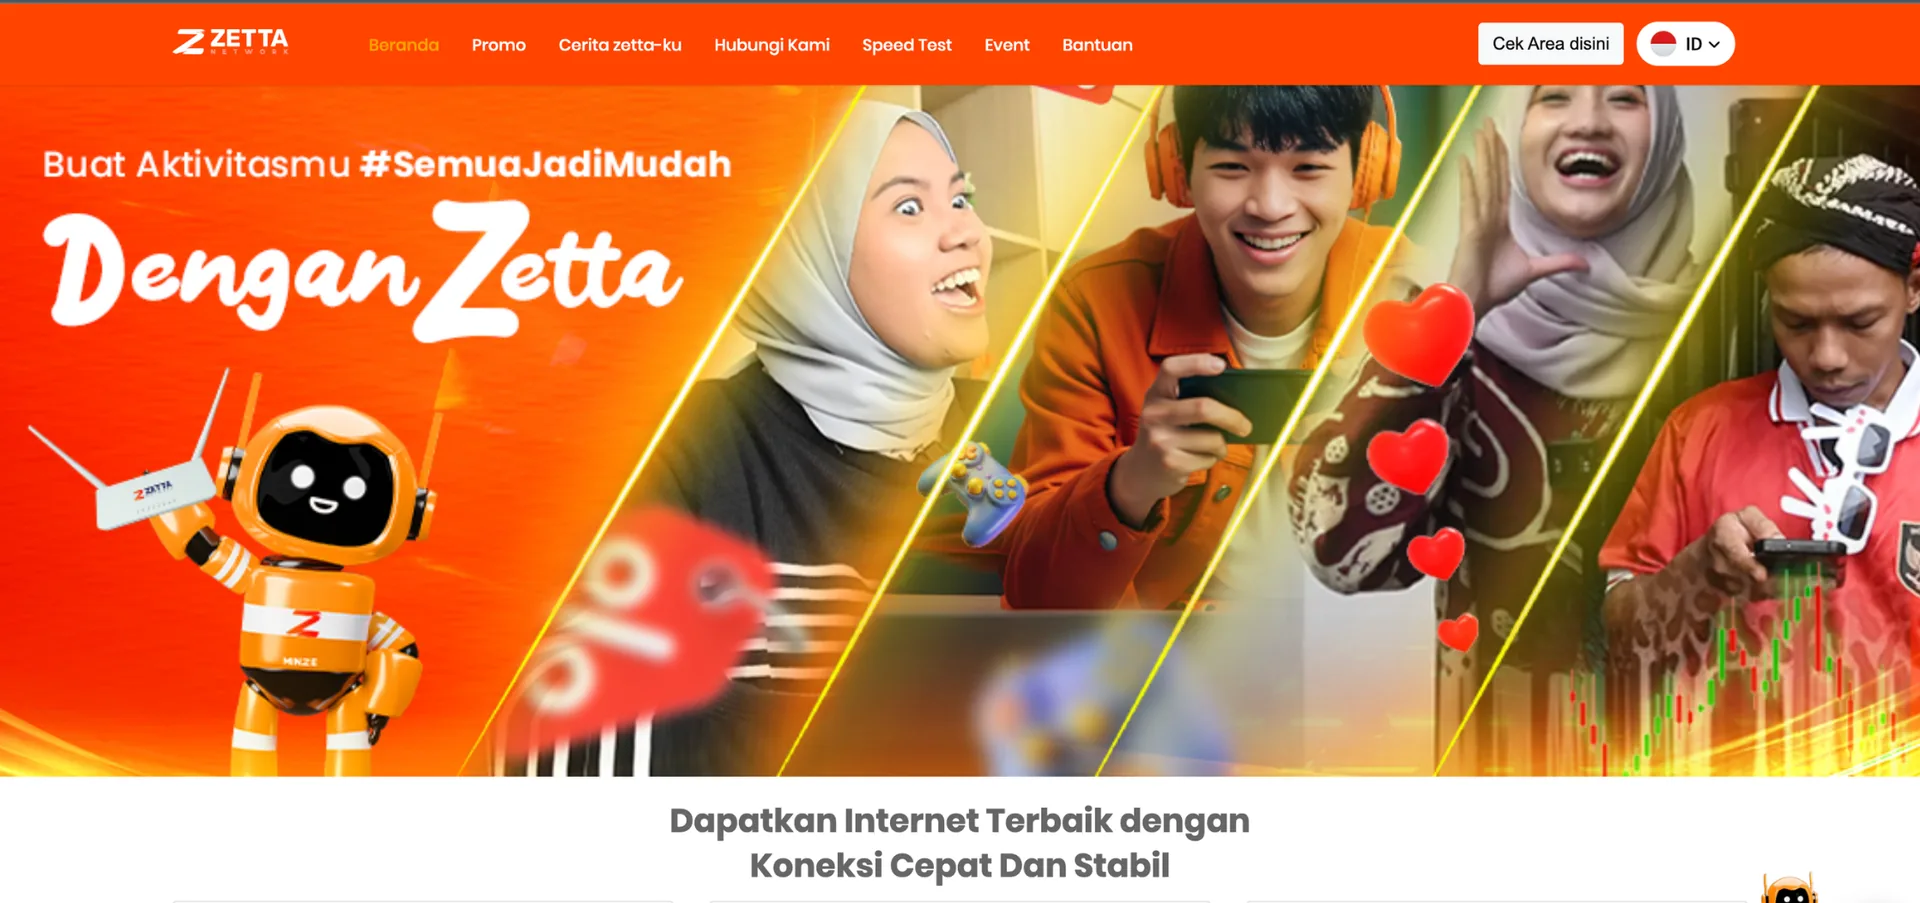 ZETTA
NETWORK
Beranda
Promo
Cerita zetta-ku
Hubungi Kami
Speed Test
Event
Bantuan
Cek Area disini
ID
Buat Aktivitasmu #SemuaJadiMudah
Dengan Zetta
ZETTA
Z
MINZE
%
Dapatkan Internet Terbaik dengan
Koneksi Cepat Dan Stabil